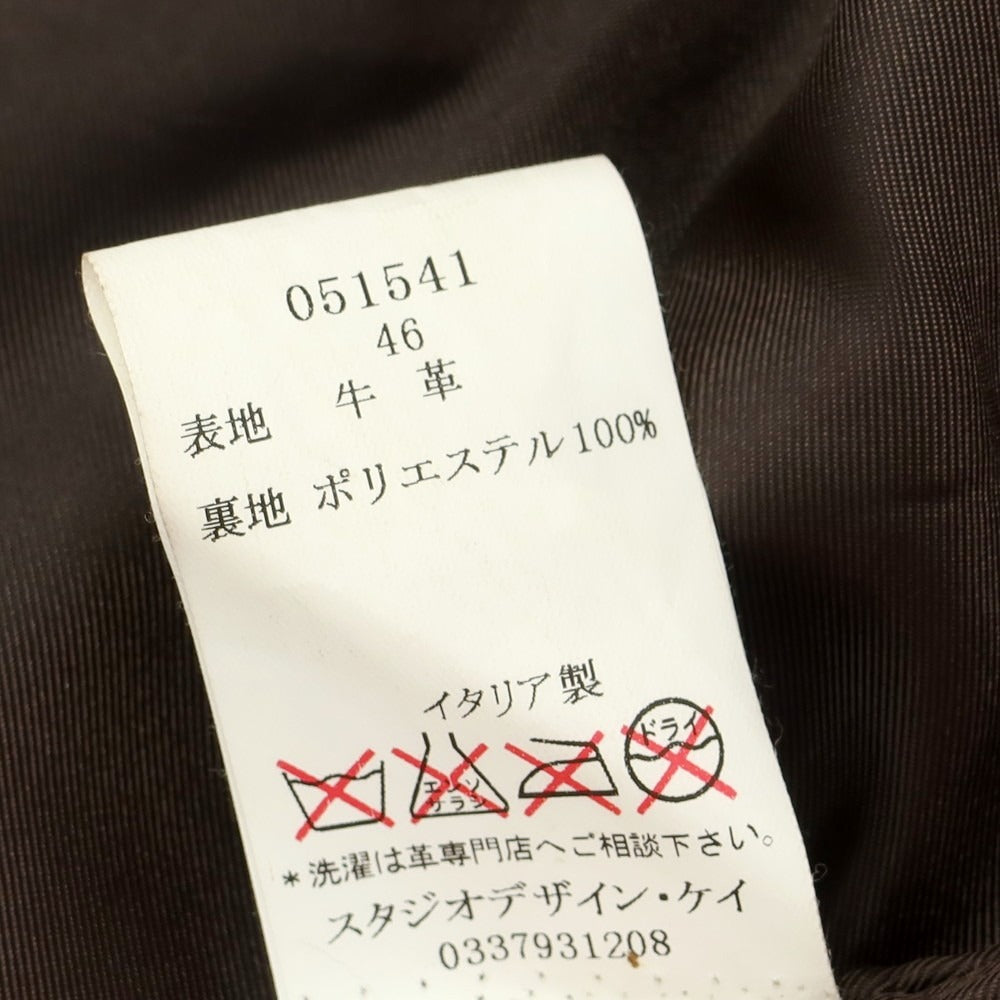 051541
46
表地 牛革
裏地 ポリエステル100%
イタリア製
エンソ
サラシ
ドライ
*洗濯は革専門店へご相談下さい。
スタジオデザイン・ケイ
0337931208